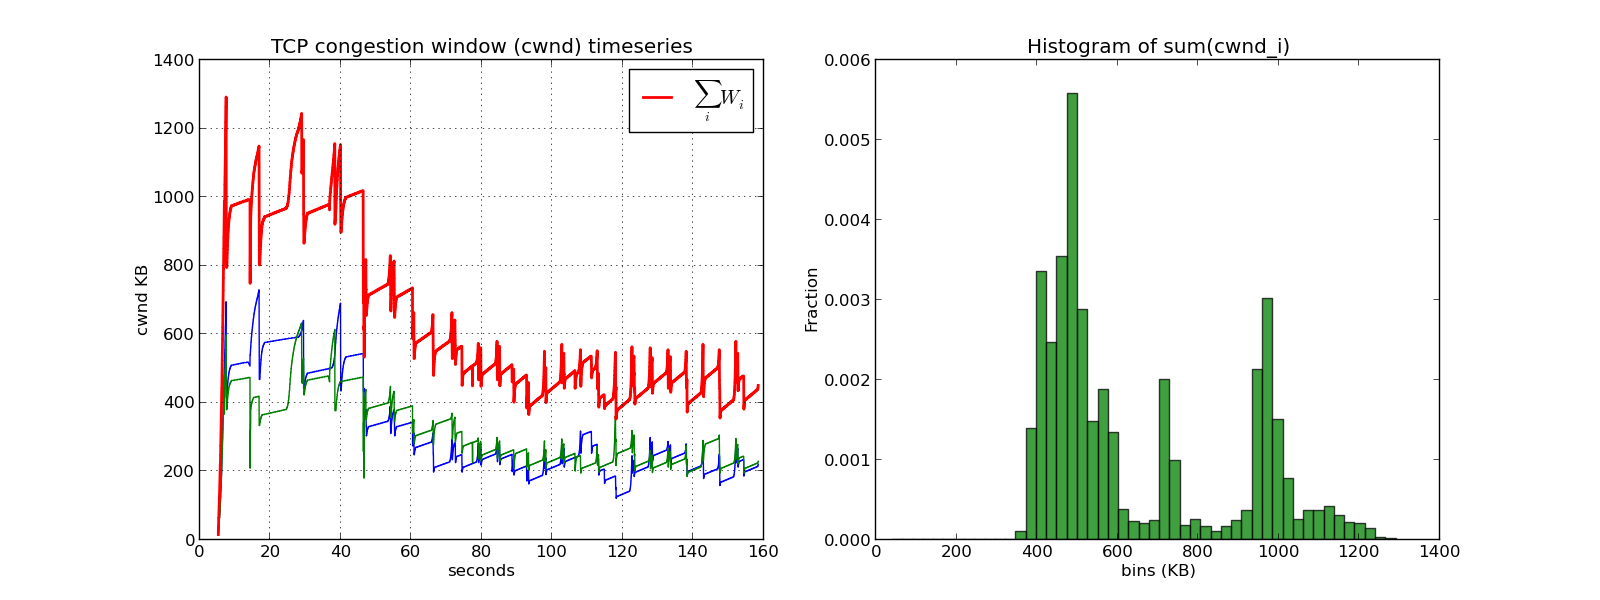 TCP congestion window (cwnd) timeseries
1400
1200
1000
800
600
400
200
0
cwnd KB
∑ W_i
i
0 20 40 60 80 100 120 140 160
seconds
Histogram of sum(cwnd_i)
0.006
0.005
0.004
0.003
0.002
0.001
0.000
Fraction
0 200 400 600 800 1000 1200 1400
bins (KB)